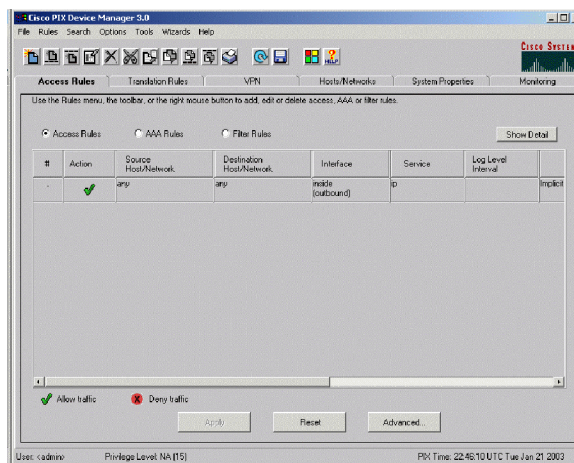 Cisco PIX Device Manager 3.0
File Rules Search Options Tools Wizards Help
CISCO SYSTEM
Access Rules Translation Rules VPN Hosts/Networks System Properties Monitoring
Use the Rules menu, the toolbar, or the right mouse button to add, edit or delete access, AAA or filter rules.
Access Rules AAA Rules Filter Rules Show Detail
# Action Source Host/Network Destination Host/Network Interface Service Log Level Interval
- any any inside (outbound) ip Implicit
Allow traffic Deny traffic
Apply Reset Advanced...
User: <admin> Privilege Level: NA (15) PIX Time: 22:46:10 UTC Tue Jan 21 2003